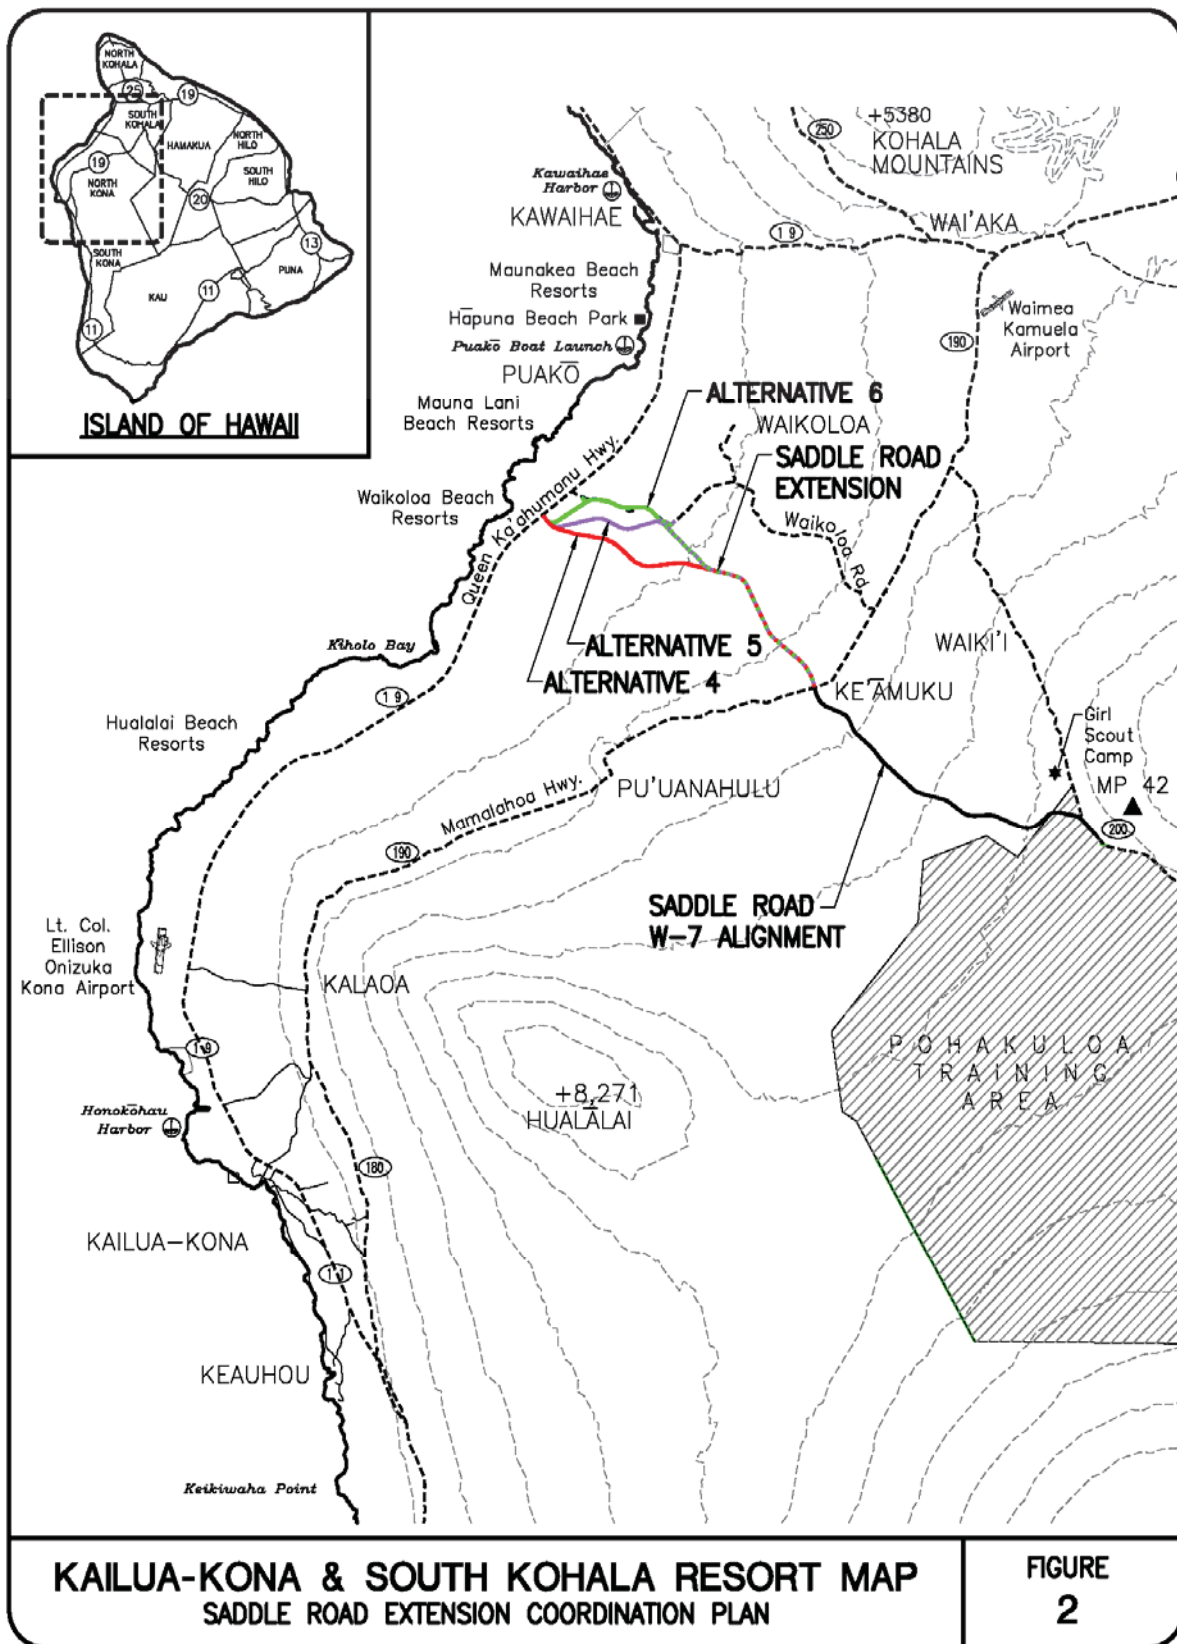 NORTH
KOHALA
25
19
SOUTH
KOHALA
HAMAKUA
NORTH
HILO
19
NORTH
KONA
SOUTH
HILO
20
SOUTH
KONA
13
PUNA
KAU
11
11
ISLAND OF HAWAII
250
+5380
KOHALA
MOUNTAINS
Kawaihae
Harbor
KAWAIHAE
WAI'AKA
19
Maunakea Beach
Resorts
Hāpuna Beach Park
Waimea
Kamuela
Airport
190
Puakō Boat Launch
PUAKŌ
ALTERNATIVE 6
Mauna Lani
Beach Resorts
WAIKOLOA
SADDLE ROAD
EXTENSION
Queen Ka'ahumanu Hwy.
Waikoloa Beach
Resorts
Waikoloa Rd.
Kīholo Bay
ALTERNATIVE 5
ALTERNATIVE 4
WAIKI'I
KE'ĀMUKU
19
Hualalai Beach
Resorts
Girl
Scout
Camp
MP 42
PU'UANAHULU
Mamalahoa Hwy.
200
190
SADDLE ROAD
W-7 ALIGNMENT
Lt. Col.
Ellison
Onizuka
Kona Airport
KALAOA
19
POHAKULOA
TRAINING
AREA
+8,271
HUALĀLAI
Honokōhau
Harbor
180
KAILUA-KONA
11
KEAUHOU
Keikiwaha Point
KAILUA-KONA & SOUTH KOHALA RESORT MAP
SADDLE ROAD EXTENSION COORDINATION PLAN
FIGURE
2